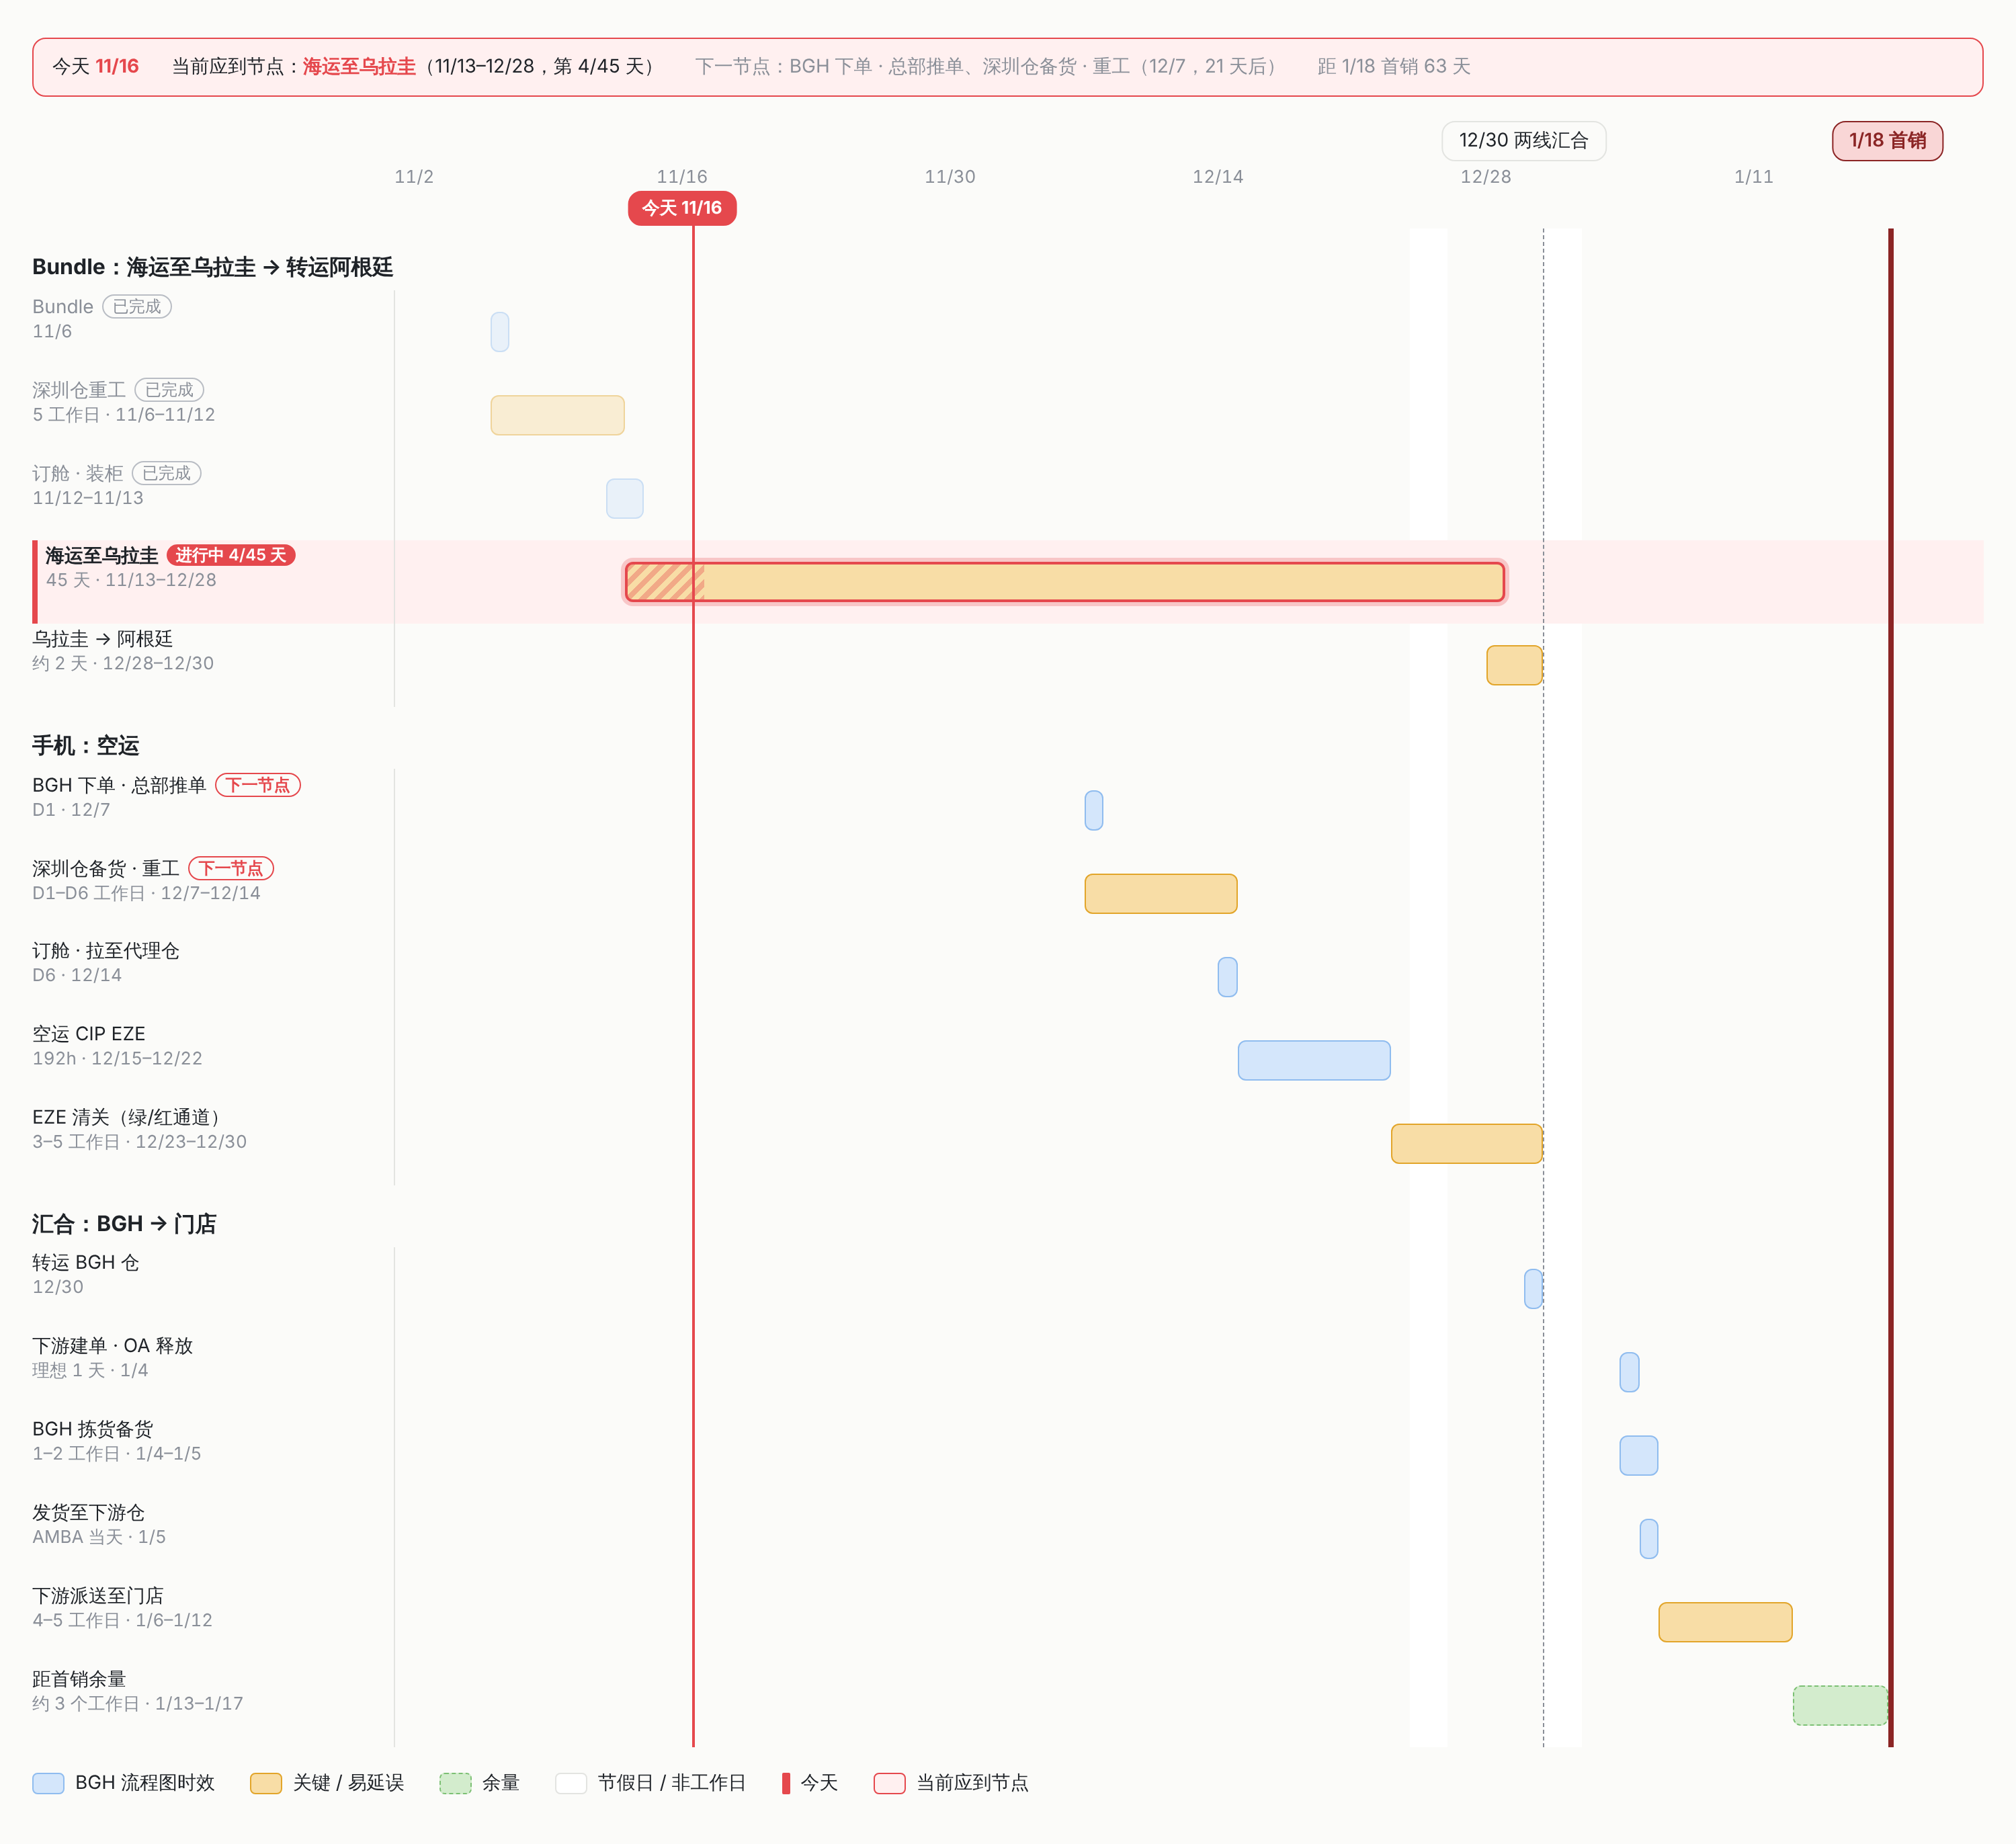 今天 11/16 当前应到节点：海运至乌拉圭（11/13–12/28，第 4/45 天） 下一节点：BGH 下单 · 总部推单、深圳仓备货 · 重工（12/7，21 天后） 距 1/18 首销 63 天
12/30 两线汇合 1/18 首销
11/2 11/16 11/30 12/14 12/28 1/11
今天 11/16
Bundle：海运至乌拉圭 → 转运阿根廷
Bundle 已完成
11/6
深圳仓重工 已完成
5 工作日 · 11/6–11/12
订舱 · 装柜 已完成
11/12–11/13
海运至乌拉圭 进行中 4/45 天
45 天 · 11/13–12/28
乌拉圭 → 阿根廷
约 2 天 · 12/28–12/30
手机：空运
BGH 下单 · 总部推单 下一节点
D1 · 12/7
深圳仓备货 · 重工 下一节点
D1–D6 工作日 · 12/7–12/14
订舱 · 拉至代理仓
D6 · 12/14
空运 CIP EZE
192h · 12/15–12/22
EZE 清关（绿/红通道）
3–5 工作日 · 12/23–12/30
汇合：BGH → 门店
转运 BGH 仓
12/30
下游建单 · OA 释放
理想 1 天 · 1/4
BGH 拣货备货
1–2 工作日 · 1/4–1/5
发货至下游仓
AMBA 当天 · 1/5
下游派送至门店
4–5 工作日 · 1/6–1/12
距首销余量
约 3 个工作日 · 1/13–1/17
BGH 流程图时效 关键 / 易延误 余量 节假日 / 非工作日 今天 当前应到节点